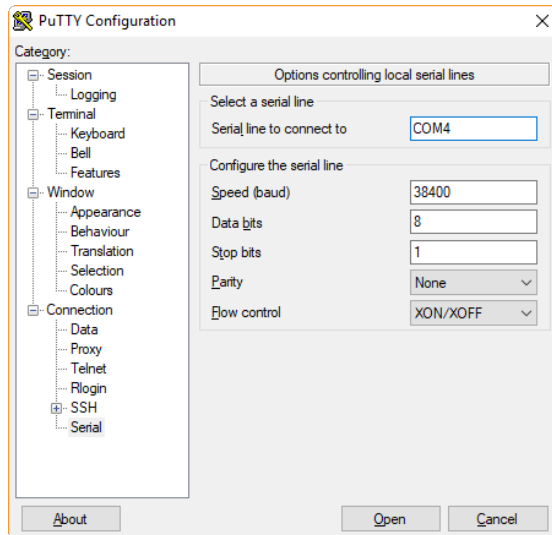 PuTTY Configuration
Category:
Session
Logging
Terminal
Keyboard
Bell
Features
Window
Appearance
Behaviour
Translation
Selection
Colours
Connection
Data
Proxy
Telnet
Rlogin
SSH
Serial
Options controlling local serial lines
Select a serial line
Serial line to connect to COM4
Configure the serial line
Speed (baud) 38400
Data bits 8
Stop bits 1
Parity None
Flow control XON/XOFF
About Open Cancel